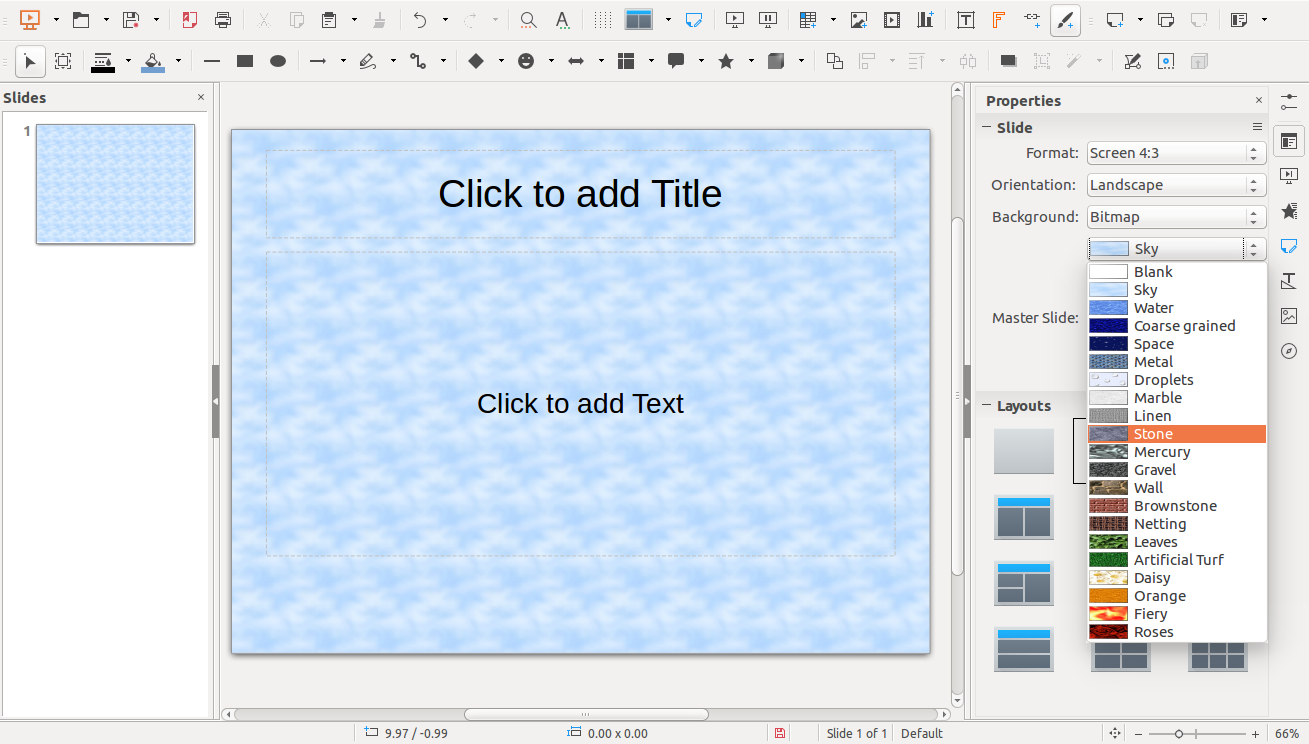 Slides
1
Click to add Title
Click to add Text
Properties
Slide
Format: Screen 4:3
Orientation: Landscape
Background: Bitmap
Sky
Blank
Sky
Water
Coarse grained
Space
Master Slide:
Metal
Droplets
Marble
Layouts
Linen
Stone
Mercury
Gravel
Wall
Brownstone
Netting
Leaves
Artificial Turf
Daisy
Orange
Fiery
Roses
9.97 / -0.99
0.00 x 0.00
Slide 1 of 1
Default
66%